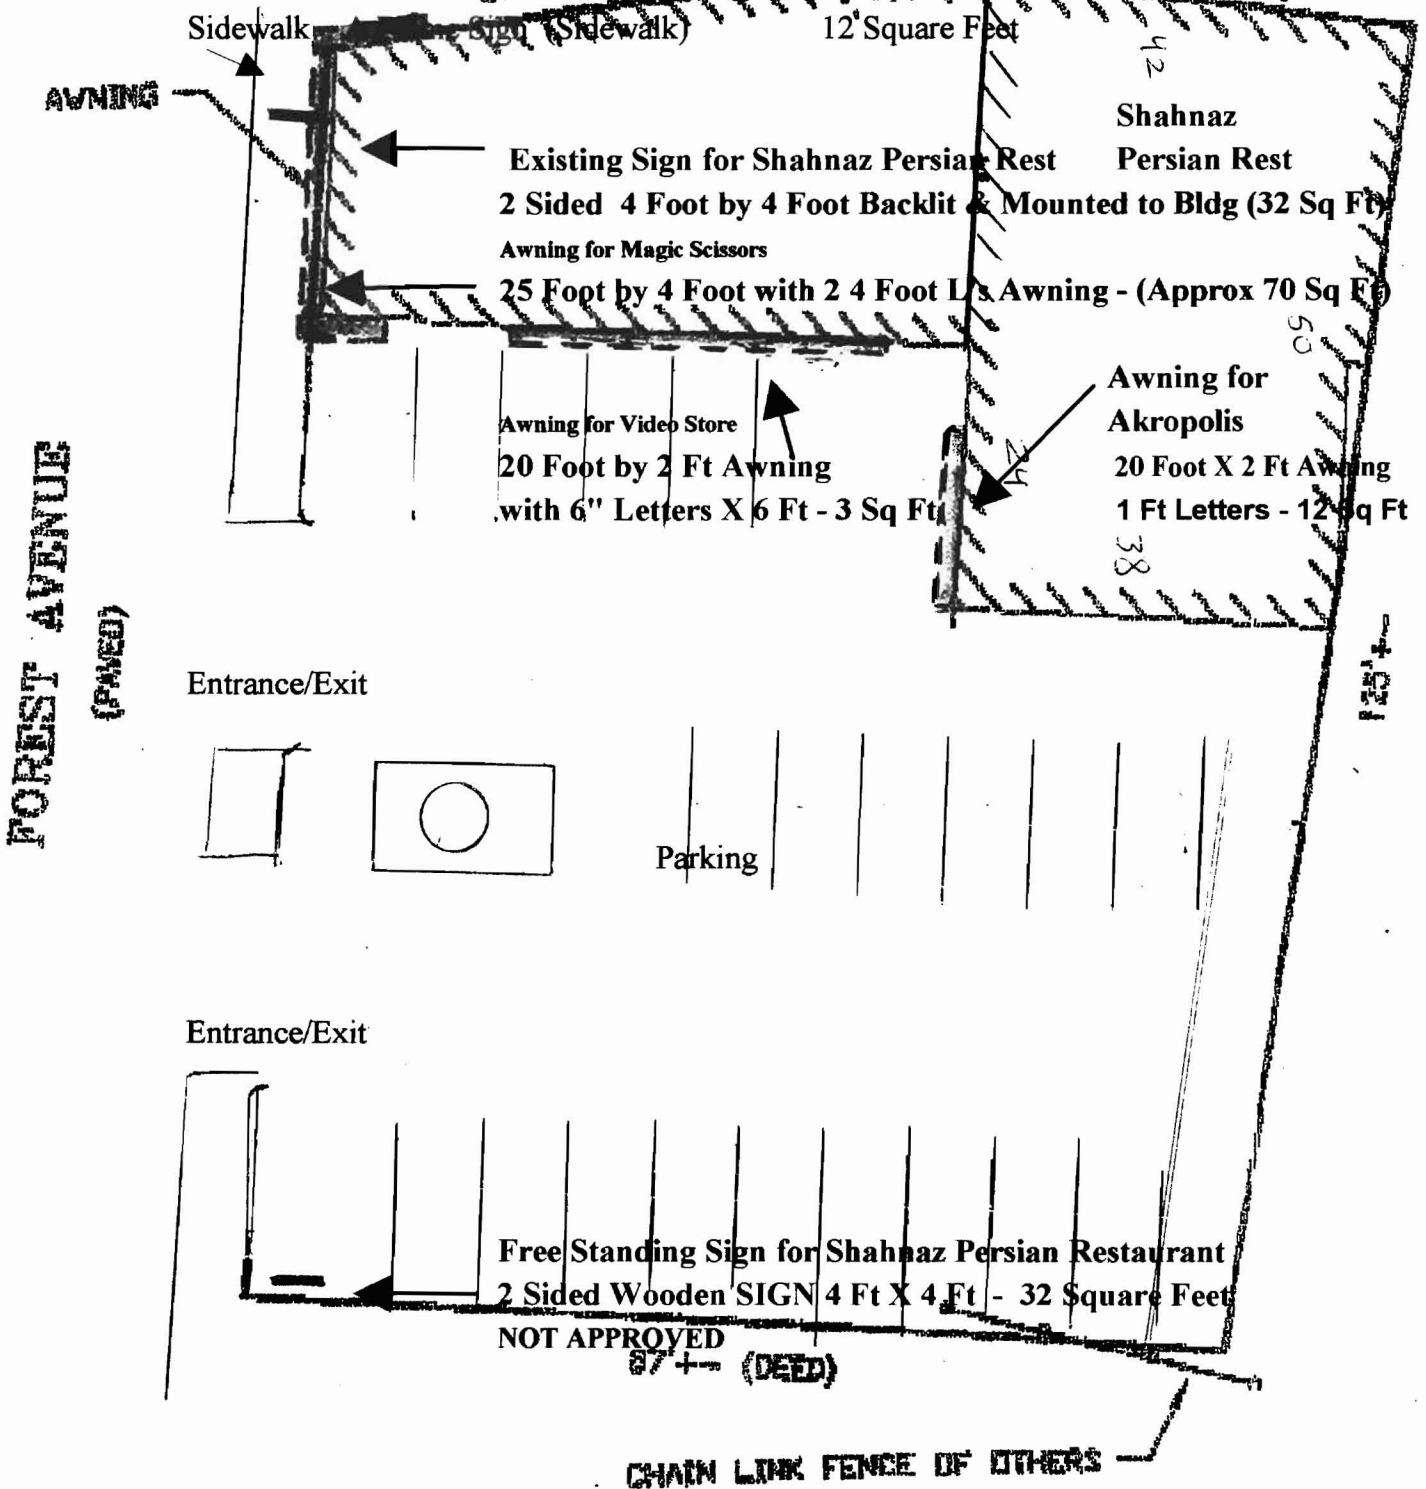 Sidewalk
Sign (Sidewalk)
12 Square Feet
42
AWNING
Shahnaz
Persian Rest
Existing Sign for Shahnaz Persian Rest
2 Sided 4 Foot by 4 Foot Backlit & Mounted to Bldg (32 Sq Ft)
Awning for Magic Scissors
25 Foot by 4 Foot with 2 4 Foot L's Awning - (Approx 70 Sq Ft)
50
Awning for
Akropolis
20 Foot X 2 Ft Awning
1 Ft Letters - 12 Sq Ft
Awning for Video Store
20 Foot by 2 Ft Awning
with 6" Letters X 6 Ft - 3 Sq Ft
24
38
FOREST AVENUE
(PAVED)
Entrance/Exit
Parking
Entrance/Exit
Free Standing Sign for Shahnaz Persian Restaurant
2 Sided Wooden SIGN 4 Ft X 4 Ft - 32 Square Feet
NOT APPROVED
(DEED)
CHAIN LINK FENCE OF OTHERS